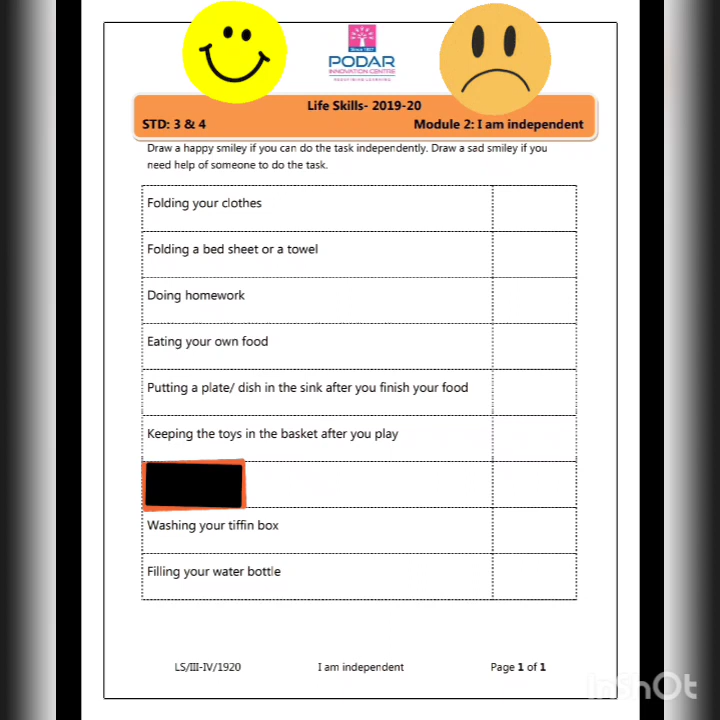 Since 1927
PODAR
INNOVATION CENTRE
REDEFINING LEARNING
Life Skills- 2019-20
STD: 3 & 4 Module 2: I am independent
Draw a happy smiley if you can do the task independently. Draw a sad smiley if you
need help of someone to do the task.
Folding your clothes
Folding a bed sheet or a towel
Doing homework
Eating your own food
Putting a plate/ dish in the sink after you finish your food
Keeping the toys in the basket after you play
Washing your tiffin box
Filling your water bottle
LS/III-IV/1920 I am independent Page 1 of 1
InShOt